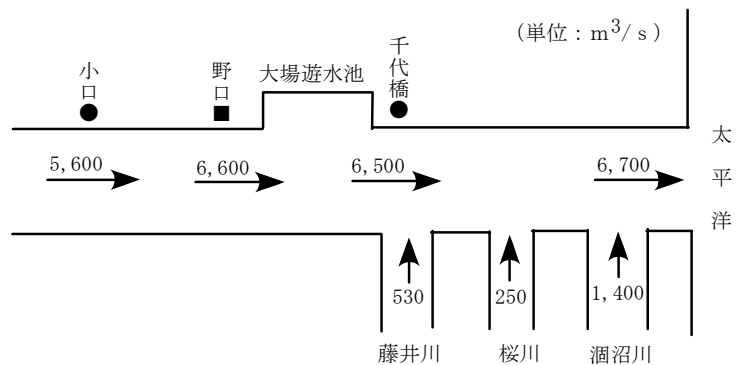 (単位：m³/ｓ)
小口
野口
大場遊水池
千代橋
5,600
6,600
6,500
6,700
太平洋
530
250
1,400
藤井川
桜川
涸沼川